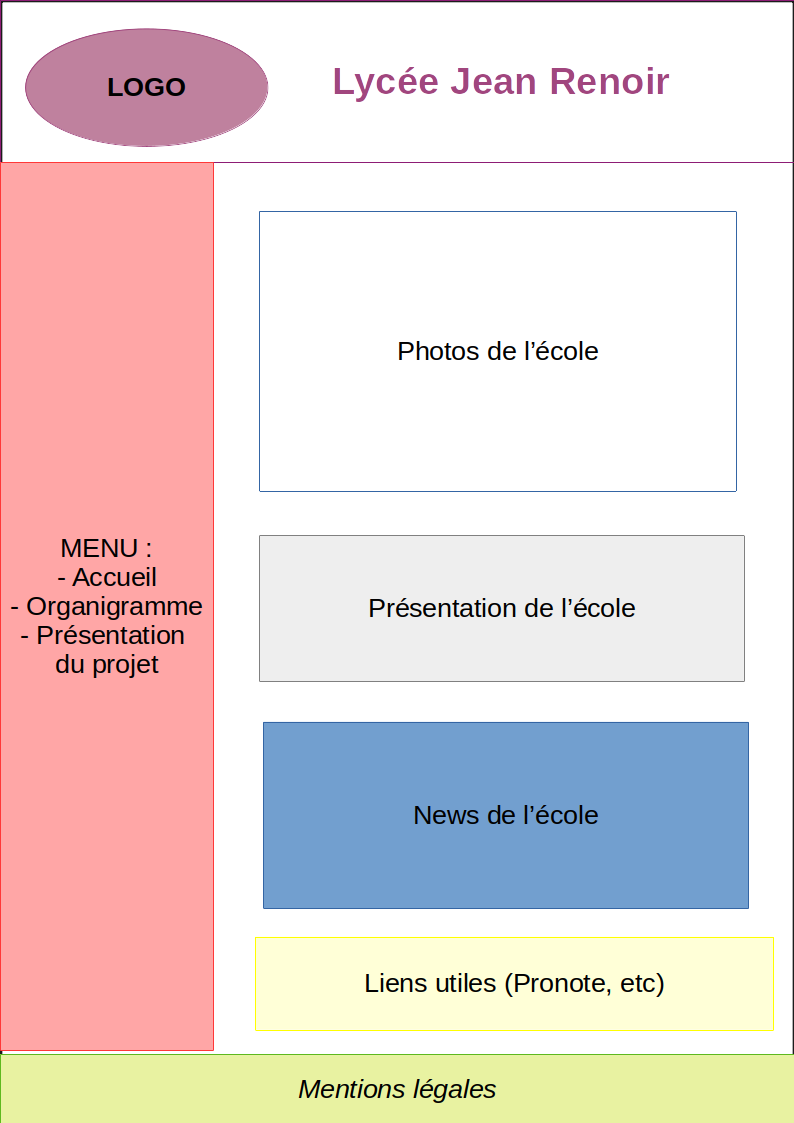 LOGO
Lycée Jean Renoir
Photos de l’école
MENU :
- Accueil
- Organigramme
- Présentation
du projet
Présentation de l’école
News de l’école
Liens utiles (Pronote, etc)
Mentions légales